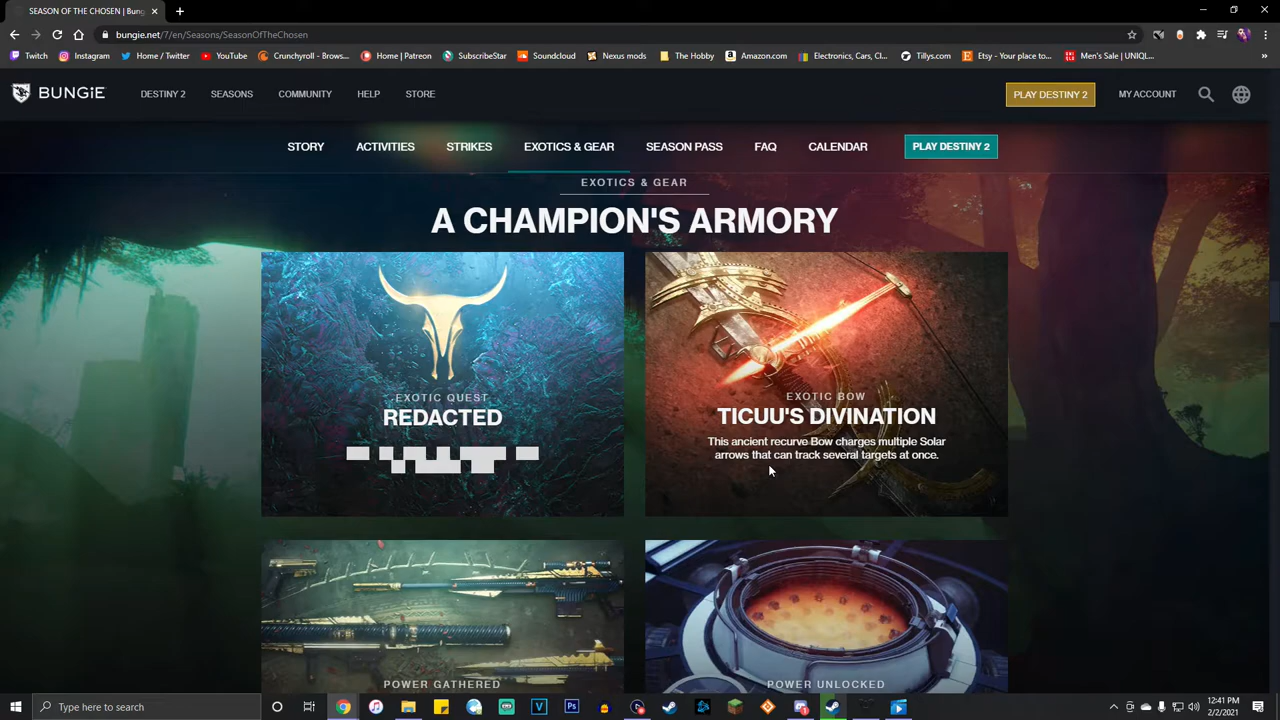 SEASON OF THE CHOSEN | Bung
bungie.net/7/en/Seasons/SeasonOfTheChosen
Twitch
Instagram
Home / Twitter
YouTube
Crunchyroll - Brows...
Home | Patreon
SubscribeStar
Soundcloud
Nexus mods
The Hobby
Amazon.com
Electronics, Cars, Cl...
Tillys.com
Etsy - Your place to...
Men's Sale | UNIQL...
BUNGiE
DESTINY 2
SEASONS
COMMUNITY
HELP
STORE
PLAY DESTINY 2
MY ACCOUNT
STORY
ACTIVITIES
STRIKES
EXOTICS & GEAR
SEASON PASS
FAQ
CALENDAR
PLAY DESTINY 2
EXOTICS & GEAR
A CHAMPION'S ARMORY
EXOTIC QUEST
REDACTED
EXOTIC BOW
TICUU'S DIVINATION
This ancient recurve Bow charges multiple Solar
arrows that can track several targets at once.
POWER GATHERED
POWER UNLOCKED
Type here to search
12:41 PM
2/2/2021